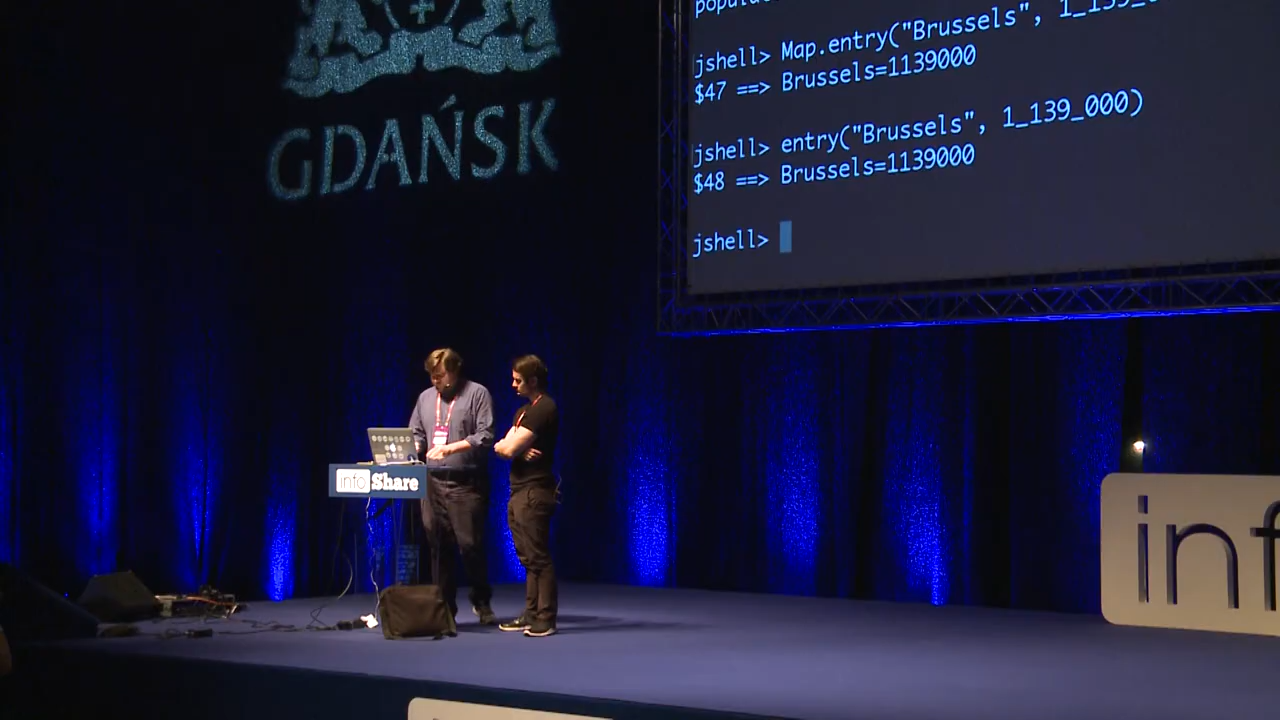 GDAŃSK
jshell> Map.entry("Brussels",
$47 ==> Brussels=1139000
jshell> entry("Brussels", 1_139_000)
$48 ==> Brussels=1139000
jshell>
info Share
inf